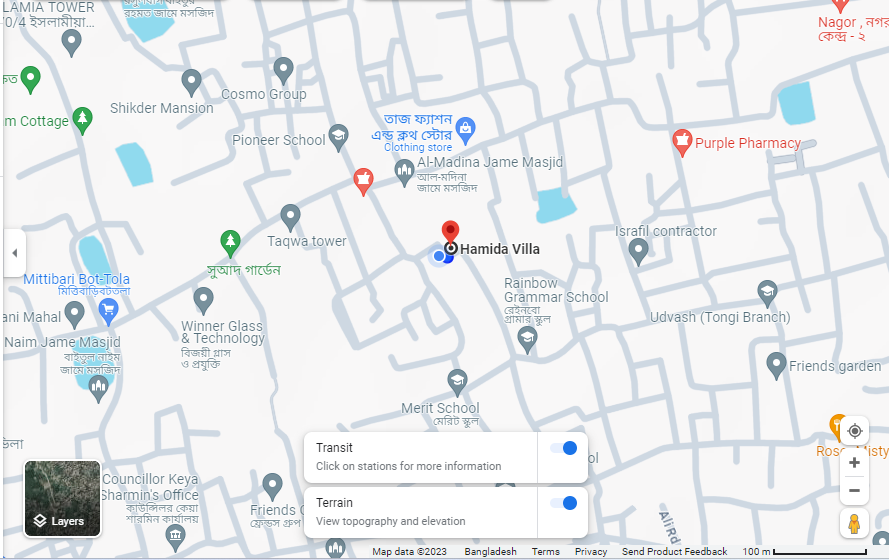 LAMIA TOWER
0/4 ইসলামীয়া...
রহমত জামে মসজিদ
Nagor , নগর
কেন্দ্র - ২
Cosmo Group
Shikder Mansion
m Cottage
তাজ ফ্যাশন
এন্ড ক্লথ স্টোর
Clothing store
Pioneer School
Purple Pharmacy
Al-Madina Jame Masjid
আল-মদিনা
জামে মসজিদ
Taqwa tower
Israfil contractor
Hamida Villa
সুআদ গার্ডেন
Mittibari Bot-Tola
মিত্তিবাড়িবটতলা
Rainbow
Grammar School
রেইনবো
গ্রামার স্কুল
ani Mahal
Udvash (Tongi Branch)
Winner Glass
& Technology
বিজয়ী গ্লাস
ও প্রযুক্তি
Naim Jame Masjid
বাইতুল নাঈম
জামে মসজিদ
Friends garden
Merit School
মেরিট স্কুল
Rose Misty
Transit
Click on stations for more information
Terrain
View topography and elevation
ol
Councillor Keya
Sharmin's Office
কাউন্সিলর কেয়া
শারমিন কার্যালয়
Friends G
ফ্রেন্ডস গ্রুপ
Layers
Ali Rd
Map data ©2023 Bangladesh Terms Privacy Send Product Feedback 100 m